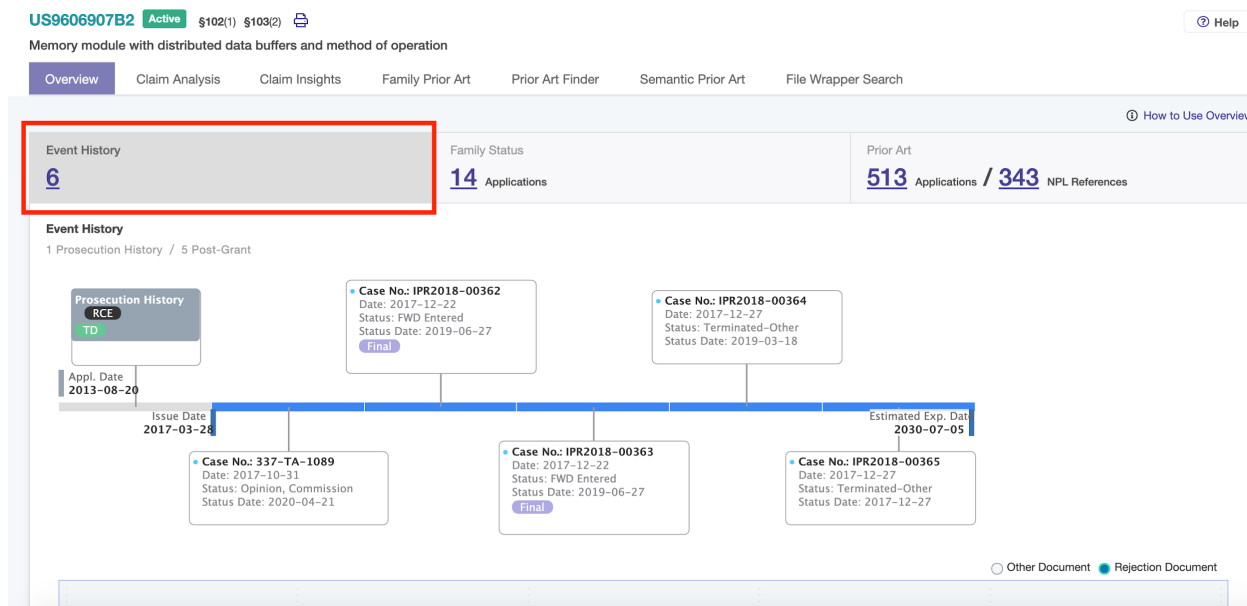 US9606907B2 Active §102(1) §103(2)
Help
Memory module with distributed data buffers and method of operation
Overview Claim Analysis Claim Insights Family Prior Art Prior Art Finder Semantic Prior Art File Wrapper Search
How to Use Overview
Event History
6
Family Status
14 Applications
Prior Art
513 Applications / 343 NPL References
Event History
1 Prosecution History / 5 Post-Grant
Prosecution History
RCE
TD
Case No.: IPR2018-00362
Date: 2017-12-22
Status: FWD Entered
Status Date: 2019-06-27
Final
Case No.: IPR2018-00364
Date: 2017-12-27
Status: Terminated-Other
Status Date: 2019-03-18
Appl. Date
2013-08-20
Issue Date
2017-03-28
Estimated Exp. Date
2030-07-05
Case No.: 337-TA-1089
Date: 2017-10-31
Status: Opinion, Commission
Status Date: 2020-04-21
Case No.: IPR2018-00363
Date: 2017-12-22
Status: FWD Entered
Status Date: 2019-06-27
Final
Case No.: IPR2018-00365
Date: 2017-12-27
Status: Terminated-Other
Status Date: 2017-12-27
Other Document Rejection Document